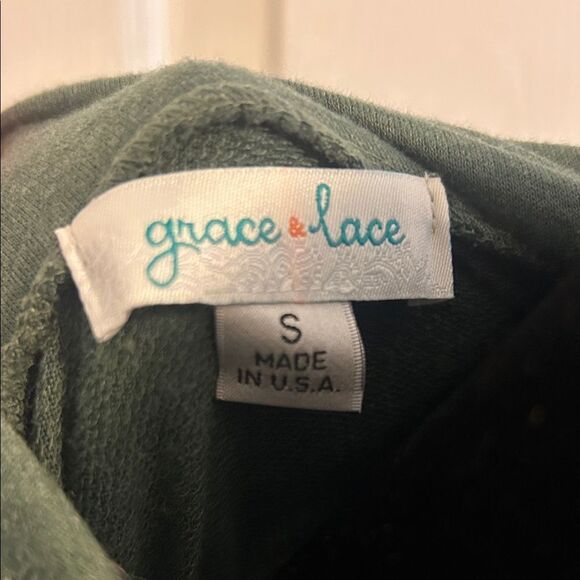 grace & lace
S
MADE
IN U.S.A.